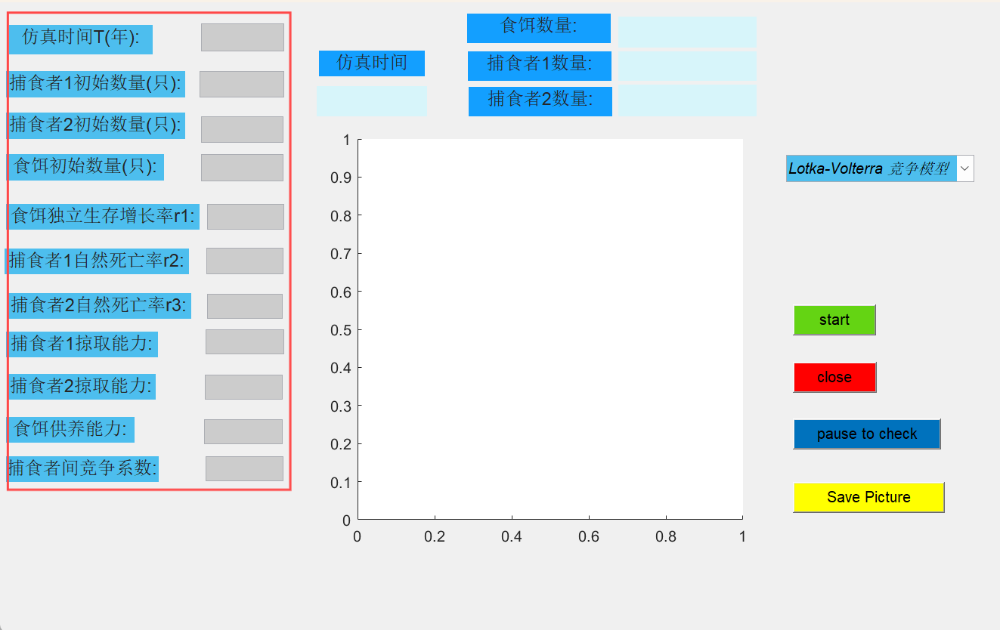 仿真时间T(年):
捕食者1初始数量(只):
捕食者2初始数量(只):
食饵初始数量(只):
食饵独立生存增长率r1:
捕食者1自然死亡率r2:
捕食者2自然死亡率r3:
捕食者1掠取能力:
捕食者2掠取能力:
食饵供养能力:
捕食者间竞争系数:
仿真时间
食饵数量:
捕食者1数量:
捕食者2数量:
1
0.9
0.8
0.7
0.6
0.5
0.4
0.3
0.2
0.1
0
0 0.2 0.4 0.6 0.8 1
Lotka-Volterra 竞争模型
start
close
pause to check
Save Picture